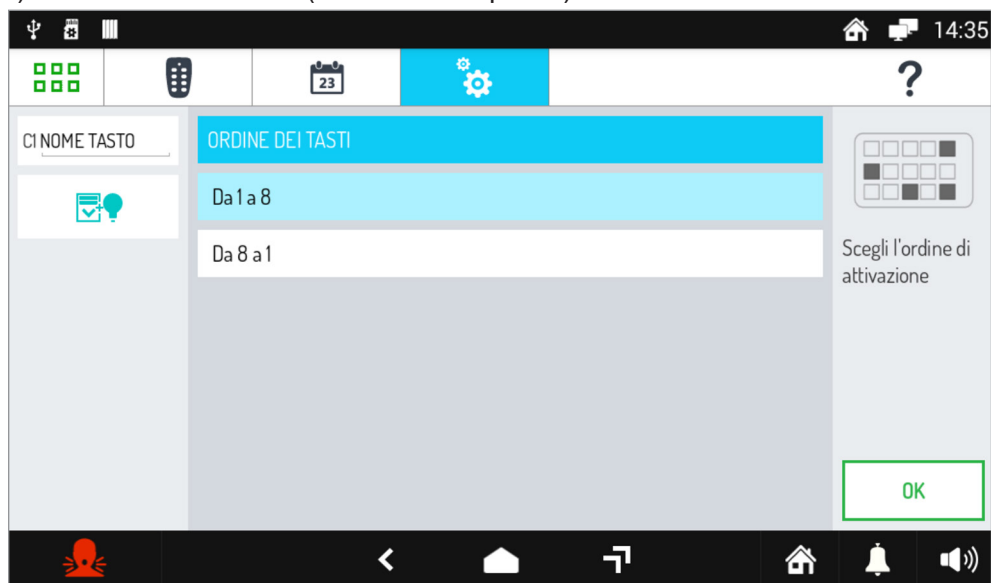 14:35
23
?
C1 NOME TASTO
ORDINE DEI TASTI
Da 1 a 8
Da 8 a 1
Scegli l'ordine di
attivazione
OK